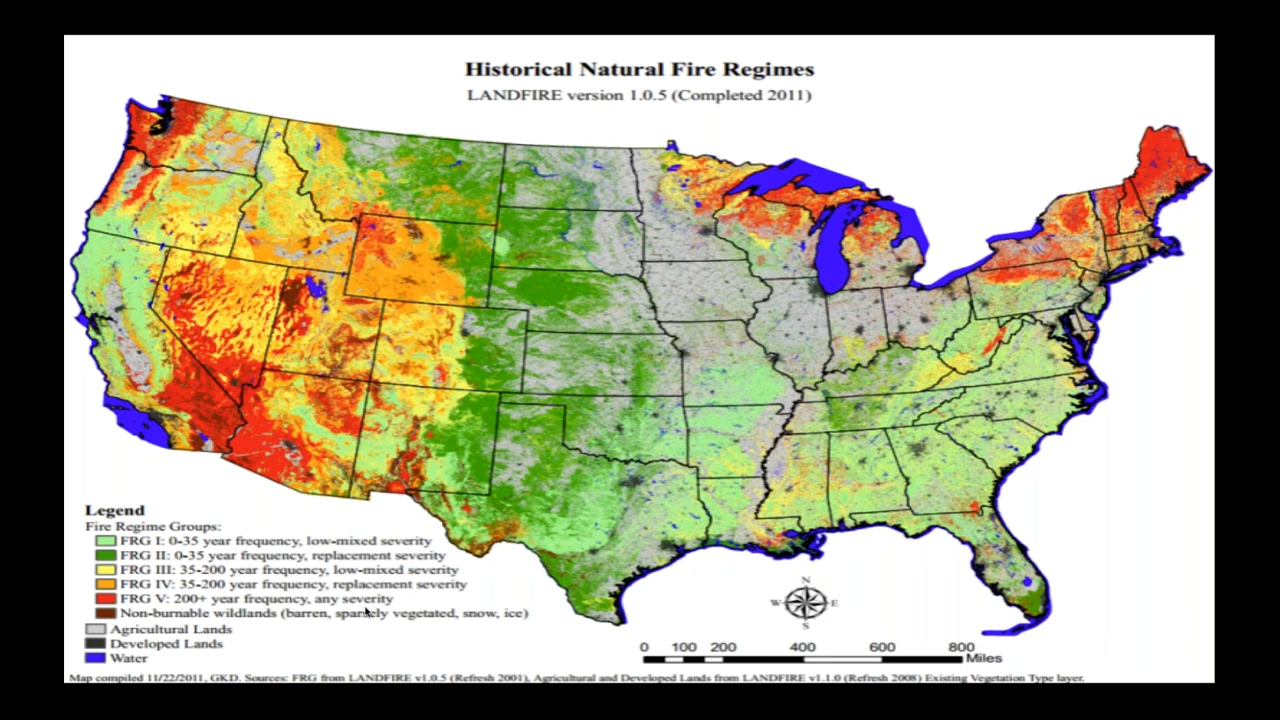 Historical Natural Fire Regimes
LANDFIRE version 1.0.5 (Completed 2011)
Legend
Fire Regime Groups:
FRG I: 0-35 year frequency, low-mixed severity
FRG II: 0-35 year frequency, replacement severity
FRG III: 35-200 year frequency, low-mixed severity
FRG IV: 35-200 year frequency, replacement severity
FRG V: 200+ year frequency, any severity
Non-burnable wildlands (barren, sparsely vegetated, snow, ice)
Agricultural Lands
Developed Lands
Water
N
W E
S
0 100 200 400 600 800
Miles
Map compiled 11/22/2011, GKD. Sources: FRG from LANDFIRE v1.0.5 (Refresh 2001), Agricultural and Developed Lands from LANDFIRE v1.1.0 (Refresh 2008) Existing Vegetation Type layer.